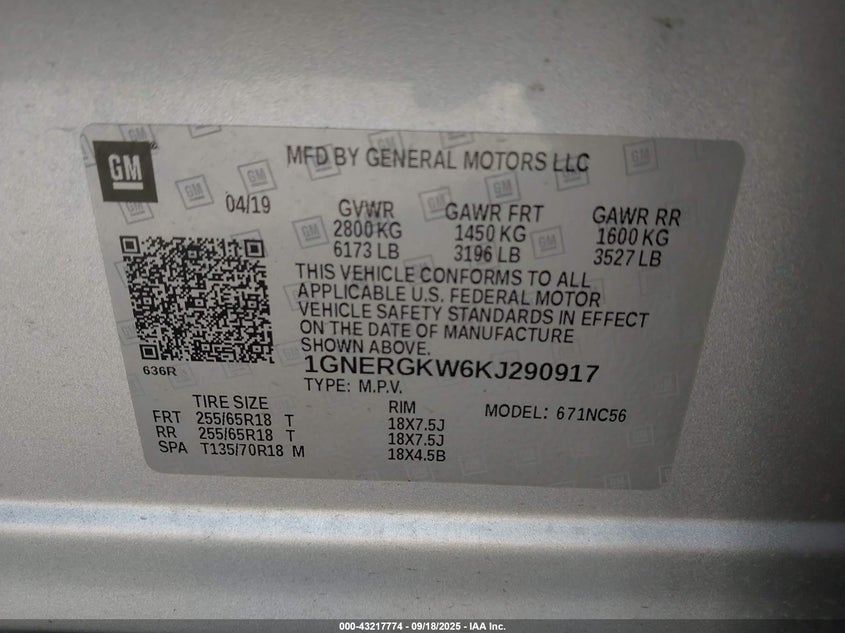 GM
MFD BY GENERAL MOTORS LLC
04/19
GVWR GAWR FRT GAWR RR
2800 KG 1450 KG 1600 KG
6173 LB 3196 LB 3527 LB
THIS VEHICLE CONFORMS TO ALL
APPLICABLE U.S. FEDERAL MOTOR
VEHICLE SAFETY STANDARDS IN EFFECT
ON THE DATE OF MANUFACTURE
SHOWN ABOVE.
636R
1GNERGKW6KJ290917
TYPE: M.P.V.
TIRE SIZE RIM MODEL: 671NC56
FRT 255/65R18 T 18X7.5J
RR 255/65R18 T 18X7.5J
SPA T135/70R18 M 18X4.5B
000-43217774 - 09/18/2025 - IAA Inc.